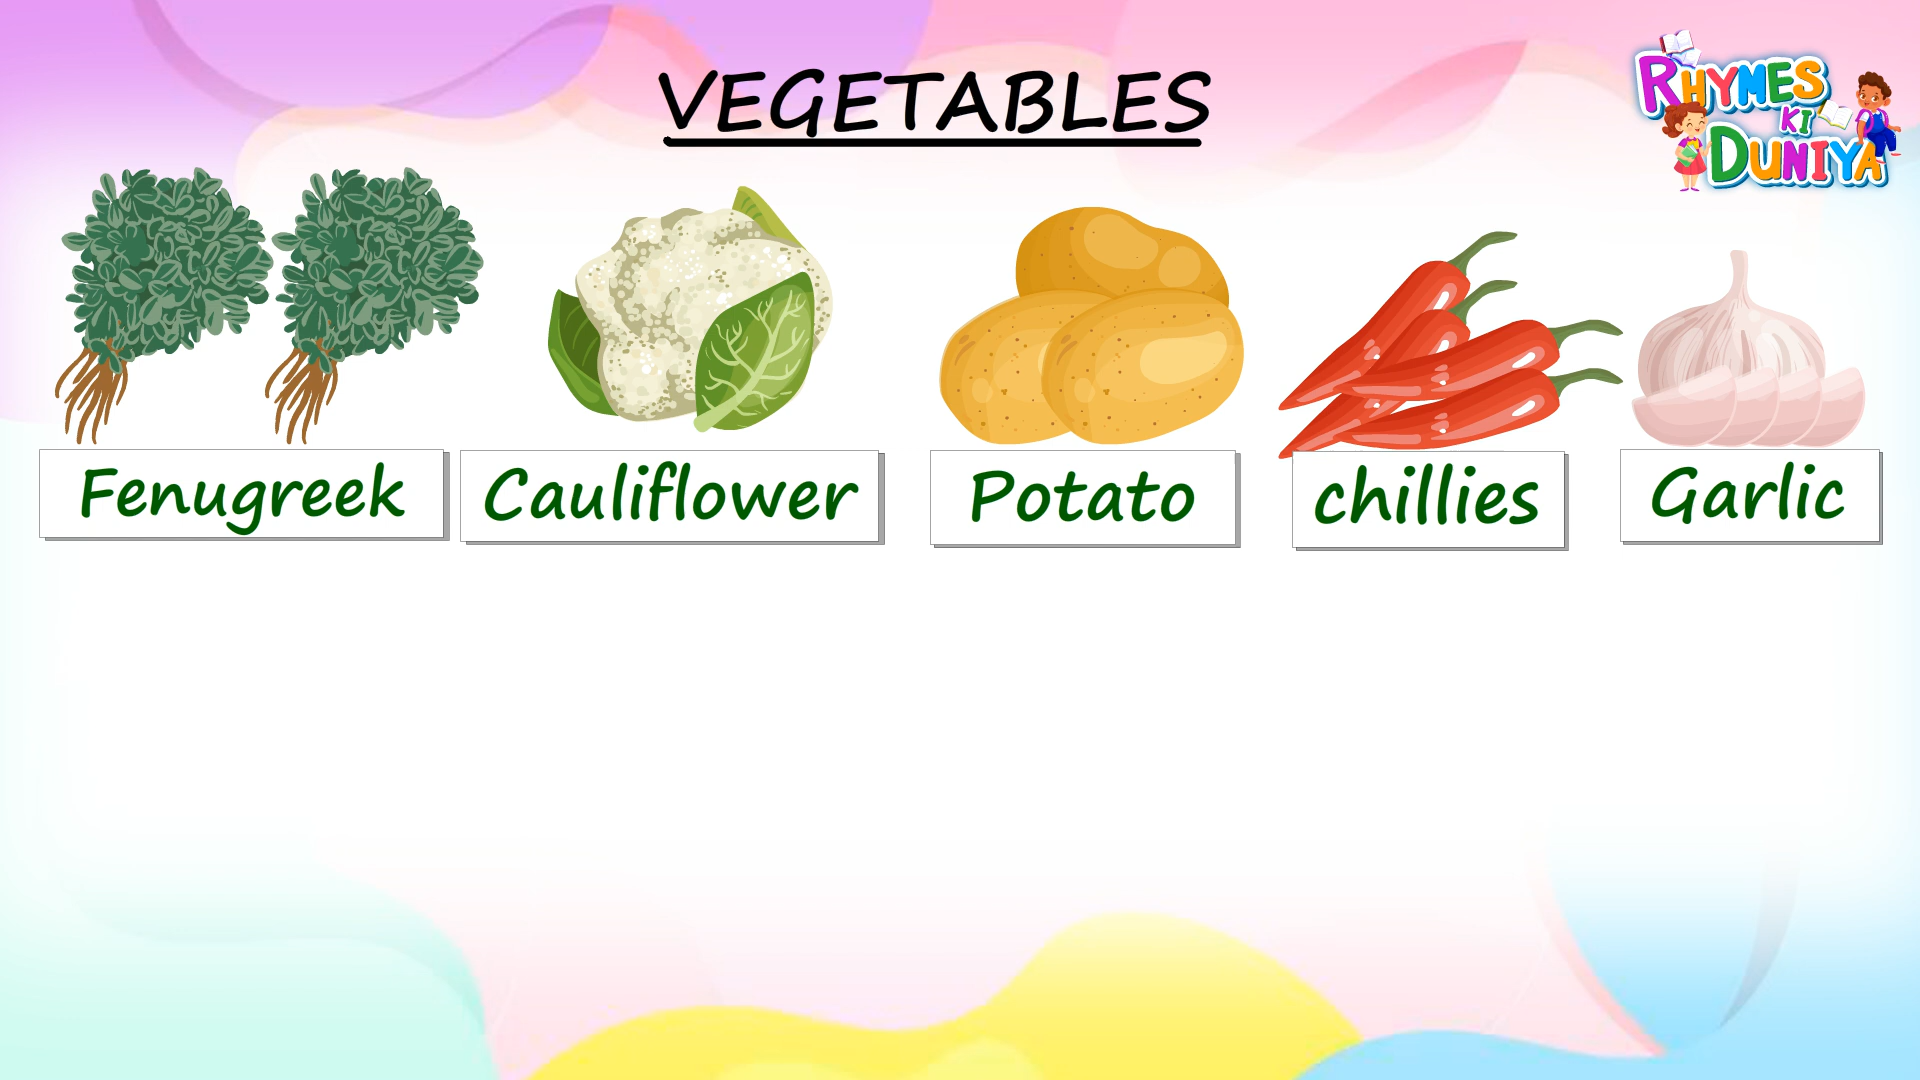 VEGETABLES
RHYMES
KI
DUNIYA
Fenugreek
Cauliflower
Potato
chillies
Garlic